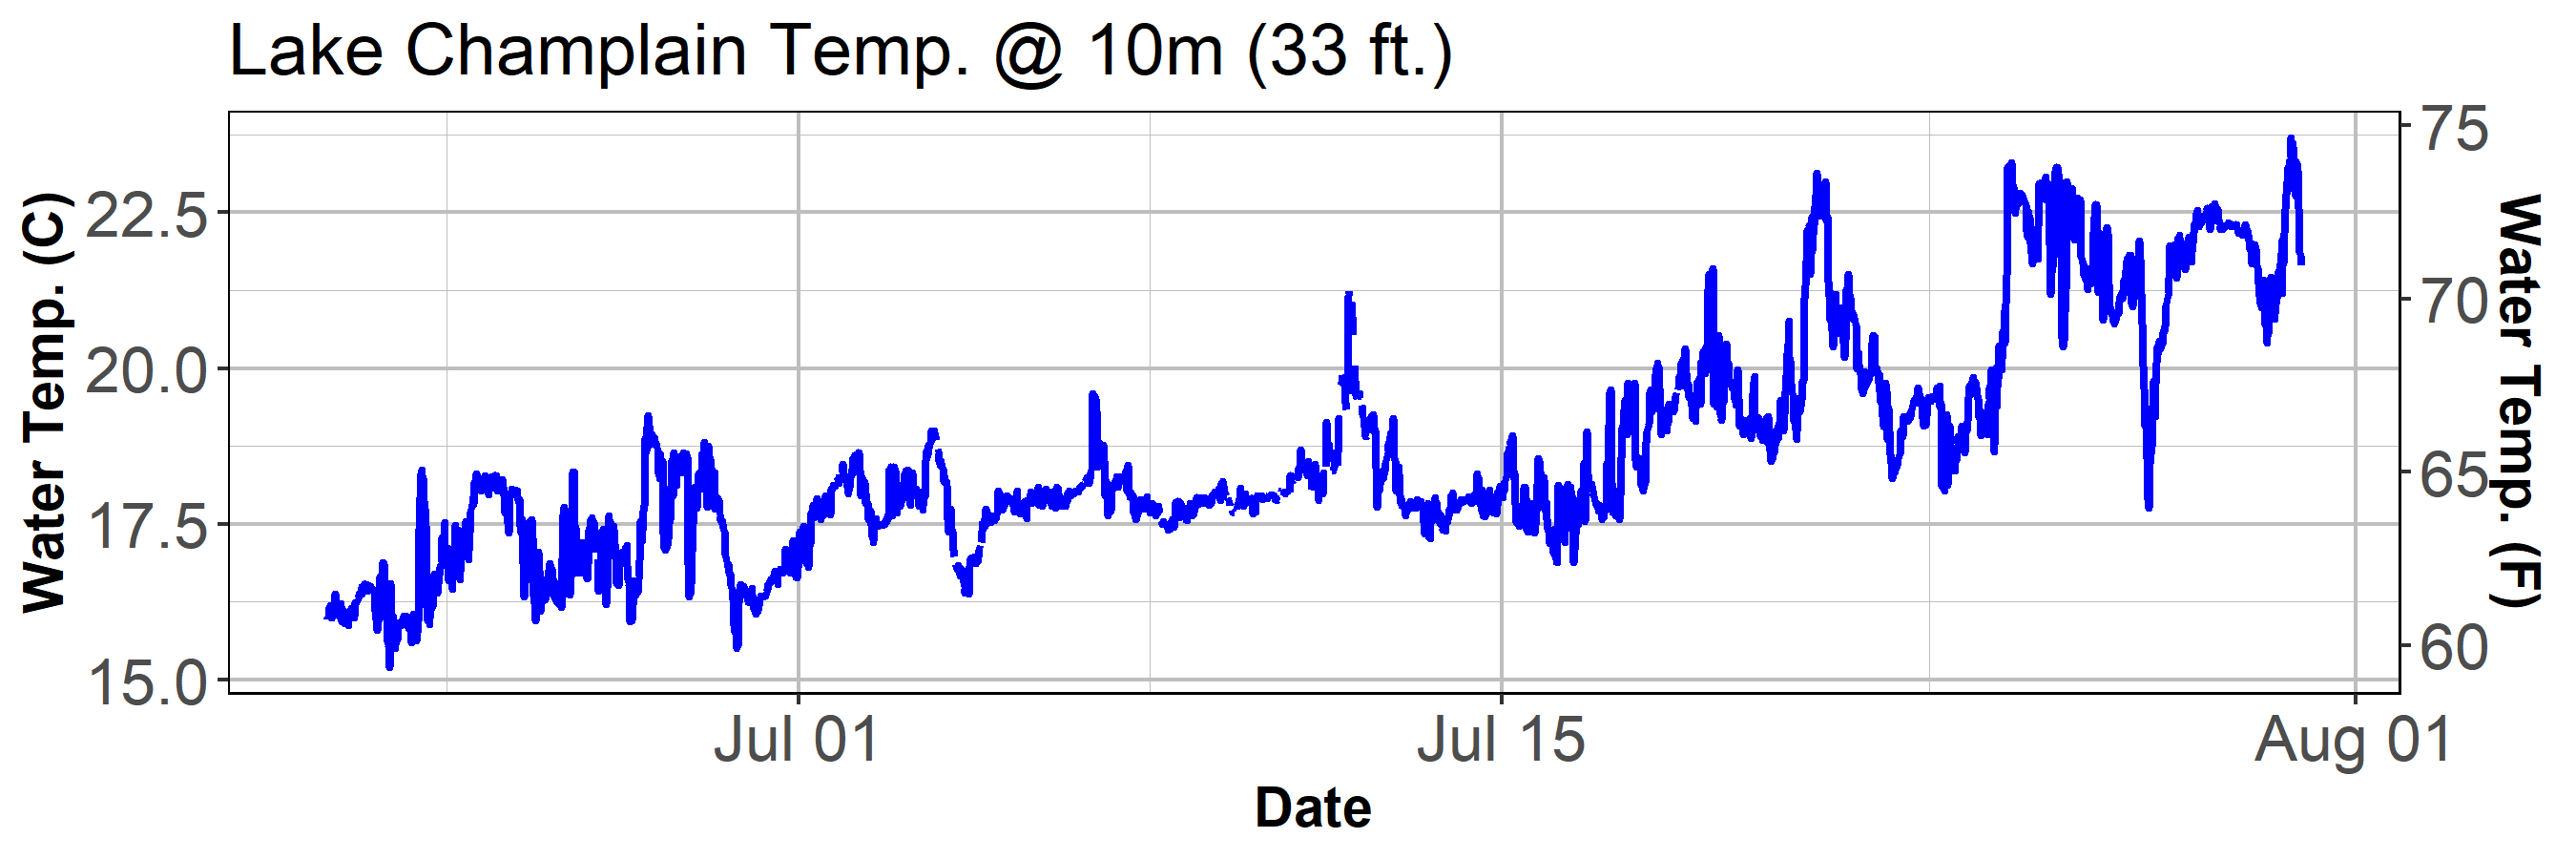 Lake Champlain Temp. @ 10m (33 ft.)
Water Temp. (C)
22.5
20.0
17.5
15.0
75
70
65
60
Water Temp. (F)
Jul 01
Jul 15
Aug 01
Date